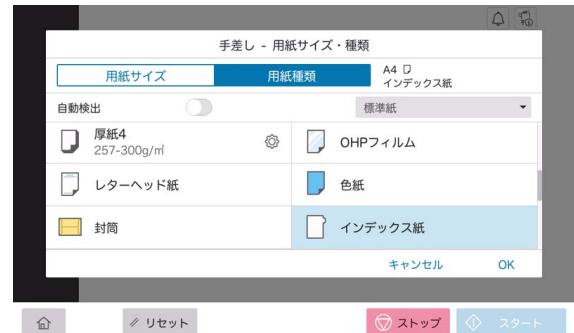 手差し - 用紙サイズ・種類
用紙サイズ
用紙種類
A4
インデックス紙
自動検出
標準紙
厚紙4
257-300g/㎡
OHPフィルム
レターヘッド紙
色紙
封筒
インデックス紙
キャンセル
OK
リセット
ストップ
スタート